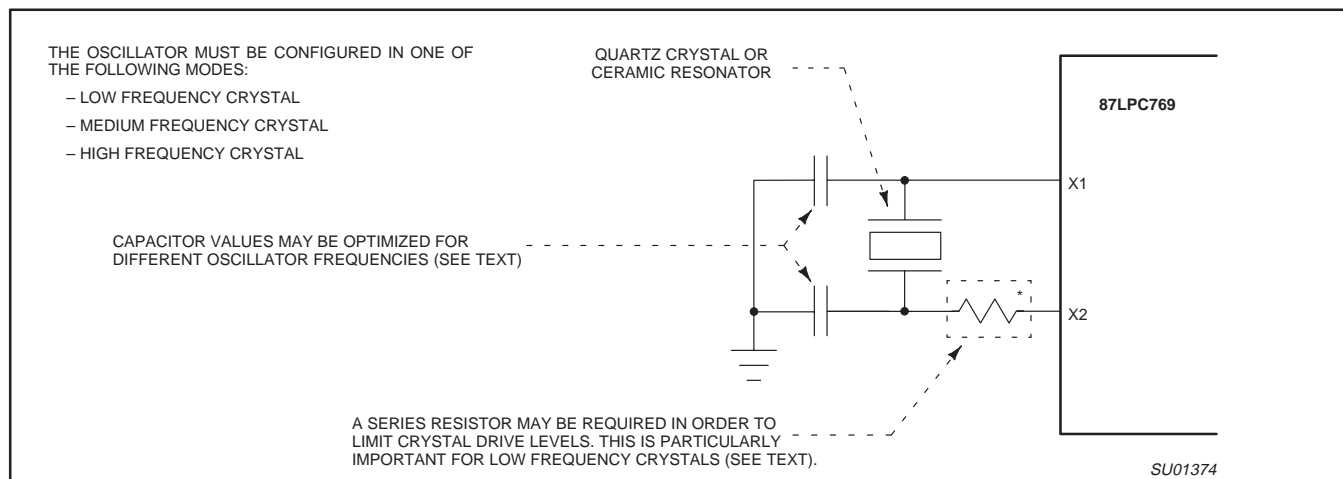 THE OSCILLATOR MUST BE CONFIGURED IN ONE OF
THE FOLLOWING MODES:
– LOW FREQUENCY CRYSTAL
– MEDIUM FREQUENCY CRYSTAL
– HIGH FREQUENCY CRYSTAL
QUARTZ CRYSTAL OR
CERAMIC RESONATOR
87LPC769
X1
CAPACITOR VALUES MAY BE OPTIMIZED FOR
DIFFERENT OSCILLATOR FREQUENCIES (SEE TEXT)
*
X2
A SERIES RESISTOR MAY BE REQUIRED IN ORDER TO
LIMIT CRYSTAL DRIVE LEVELS. THIS IS PARTICULARLY
IMPORTANT FOR LOW FREQUENCY CRYSTALS (SEE TEXT).
SU01374